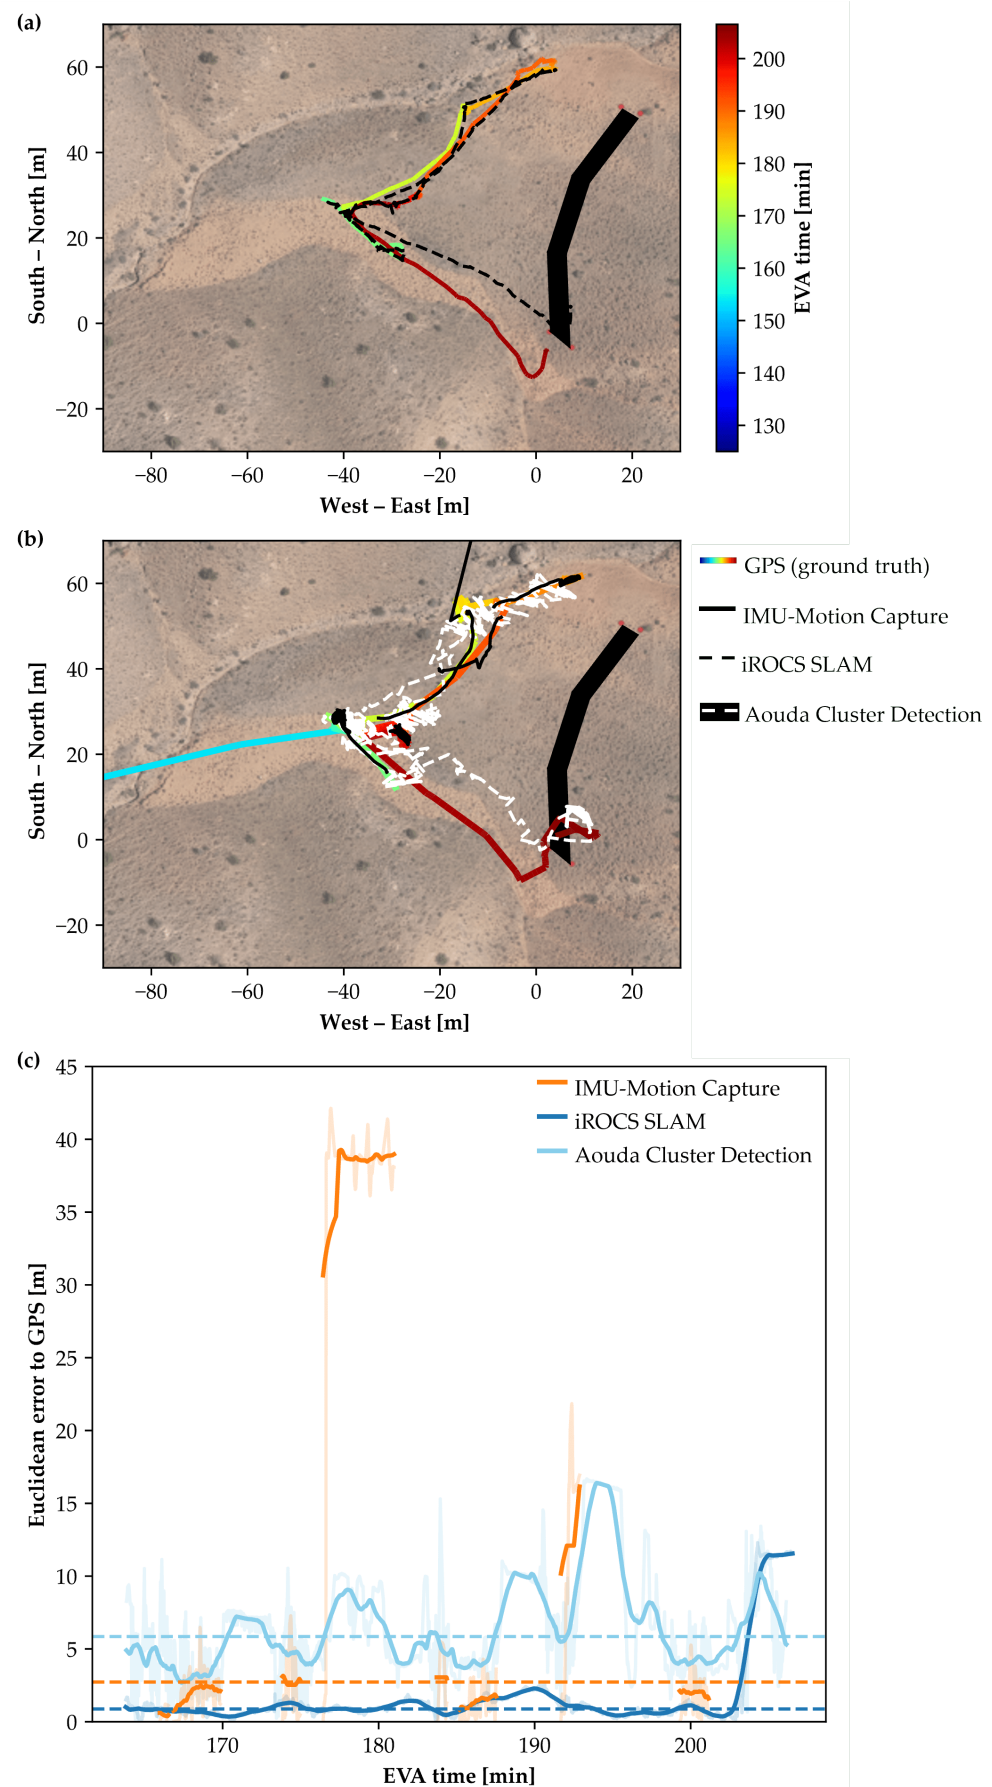 (a)
60
40
20
0
−20
South – North [m]
−80
−60
−40
−20
0
20
West – East [m]
200
190
180
170
160
150
140
130
EVA time [min]
(b)
60
40
20
0
−20
South – North [m]
−80
−60
−40
−20
0
20
West – East [m]
GPS (ground truth)
IMU-Motion Capture
iROCS SLAM
Aouda Cluster Detection
(c)
45
40
35
30
25
20
15
10
5
0
Euclidean error to GPS [m]
IMU-Motion Capture
iROCS SLAM
Aouda Cluster Detection
170
180
190
200
EVA time [min]